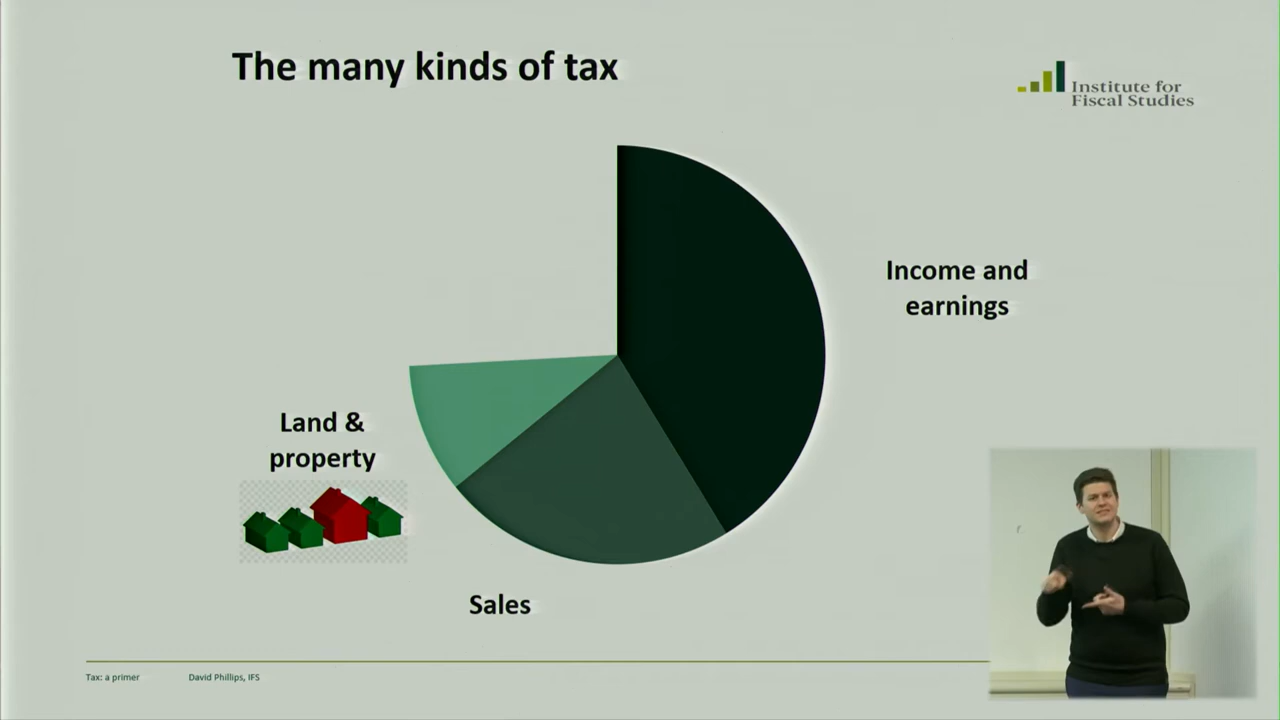 The many kinds of tax
Institute for
Fiscal Studies
Income and
earnings
Land &
property
Sales
Tax: a primer
David Phillips, IFS